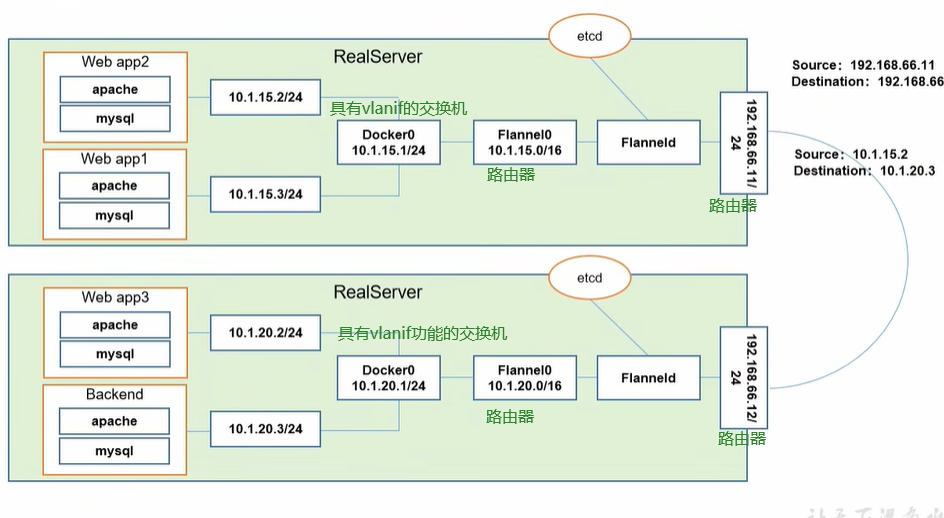 etcd
RealServer
Web app2
apache
mysql
10.1.15.2/24
具有vlanif的交换机
Docker0
10.1.15.1/24
Flannel0
10.1.15.0/16
路由器
Flanneld
192.168.66.11/
24
路由器
Web app1
apache
mysql
10.1.15.3/24
Source：192.168.66.11
Destination：192.168.66
Source：10.1.15.2
Destination：10.1.20.3
etcd
RealServer
Web app3
apache
mysql
10.1.20.2/24
具有vlanif功能的交换机
Docker0
10.1.20.1/24
Flannel0
10.1.20.0/16
路由器
Flanneld
192.168.66.12/
24
路由器
Backend
apache
mysql
10.1.20.3/24